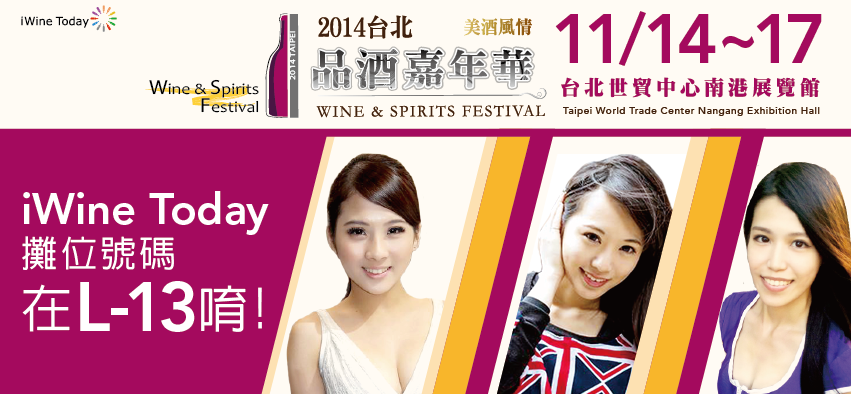 iWine Today
Wine & Spirits
Festival
2014 TAIPEI
2014台北
美酒風情
品酒嘉年華
WINE & SPIRITS FESTIVAL
11/14~17
台北世貿中心南港展覽館
Taipei World Trade Center Nangang Exhibition Hall
iWine Today
攤位號碼
在L-13唷!